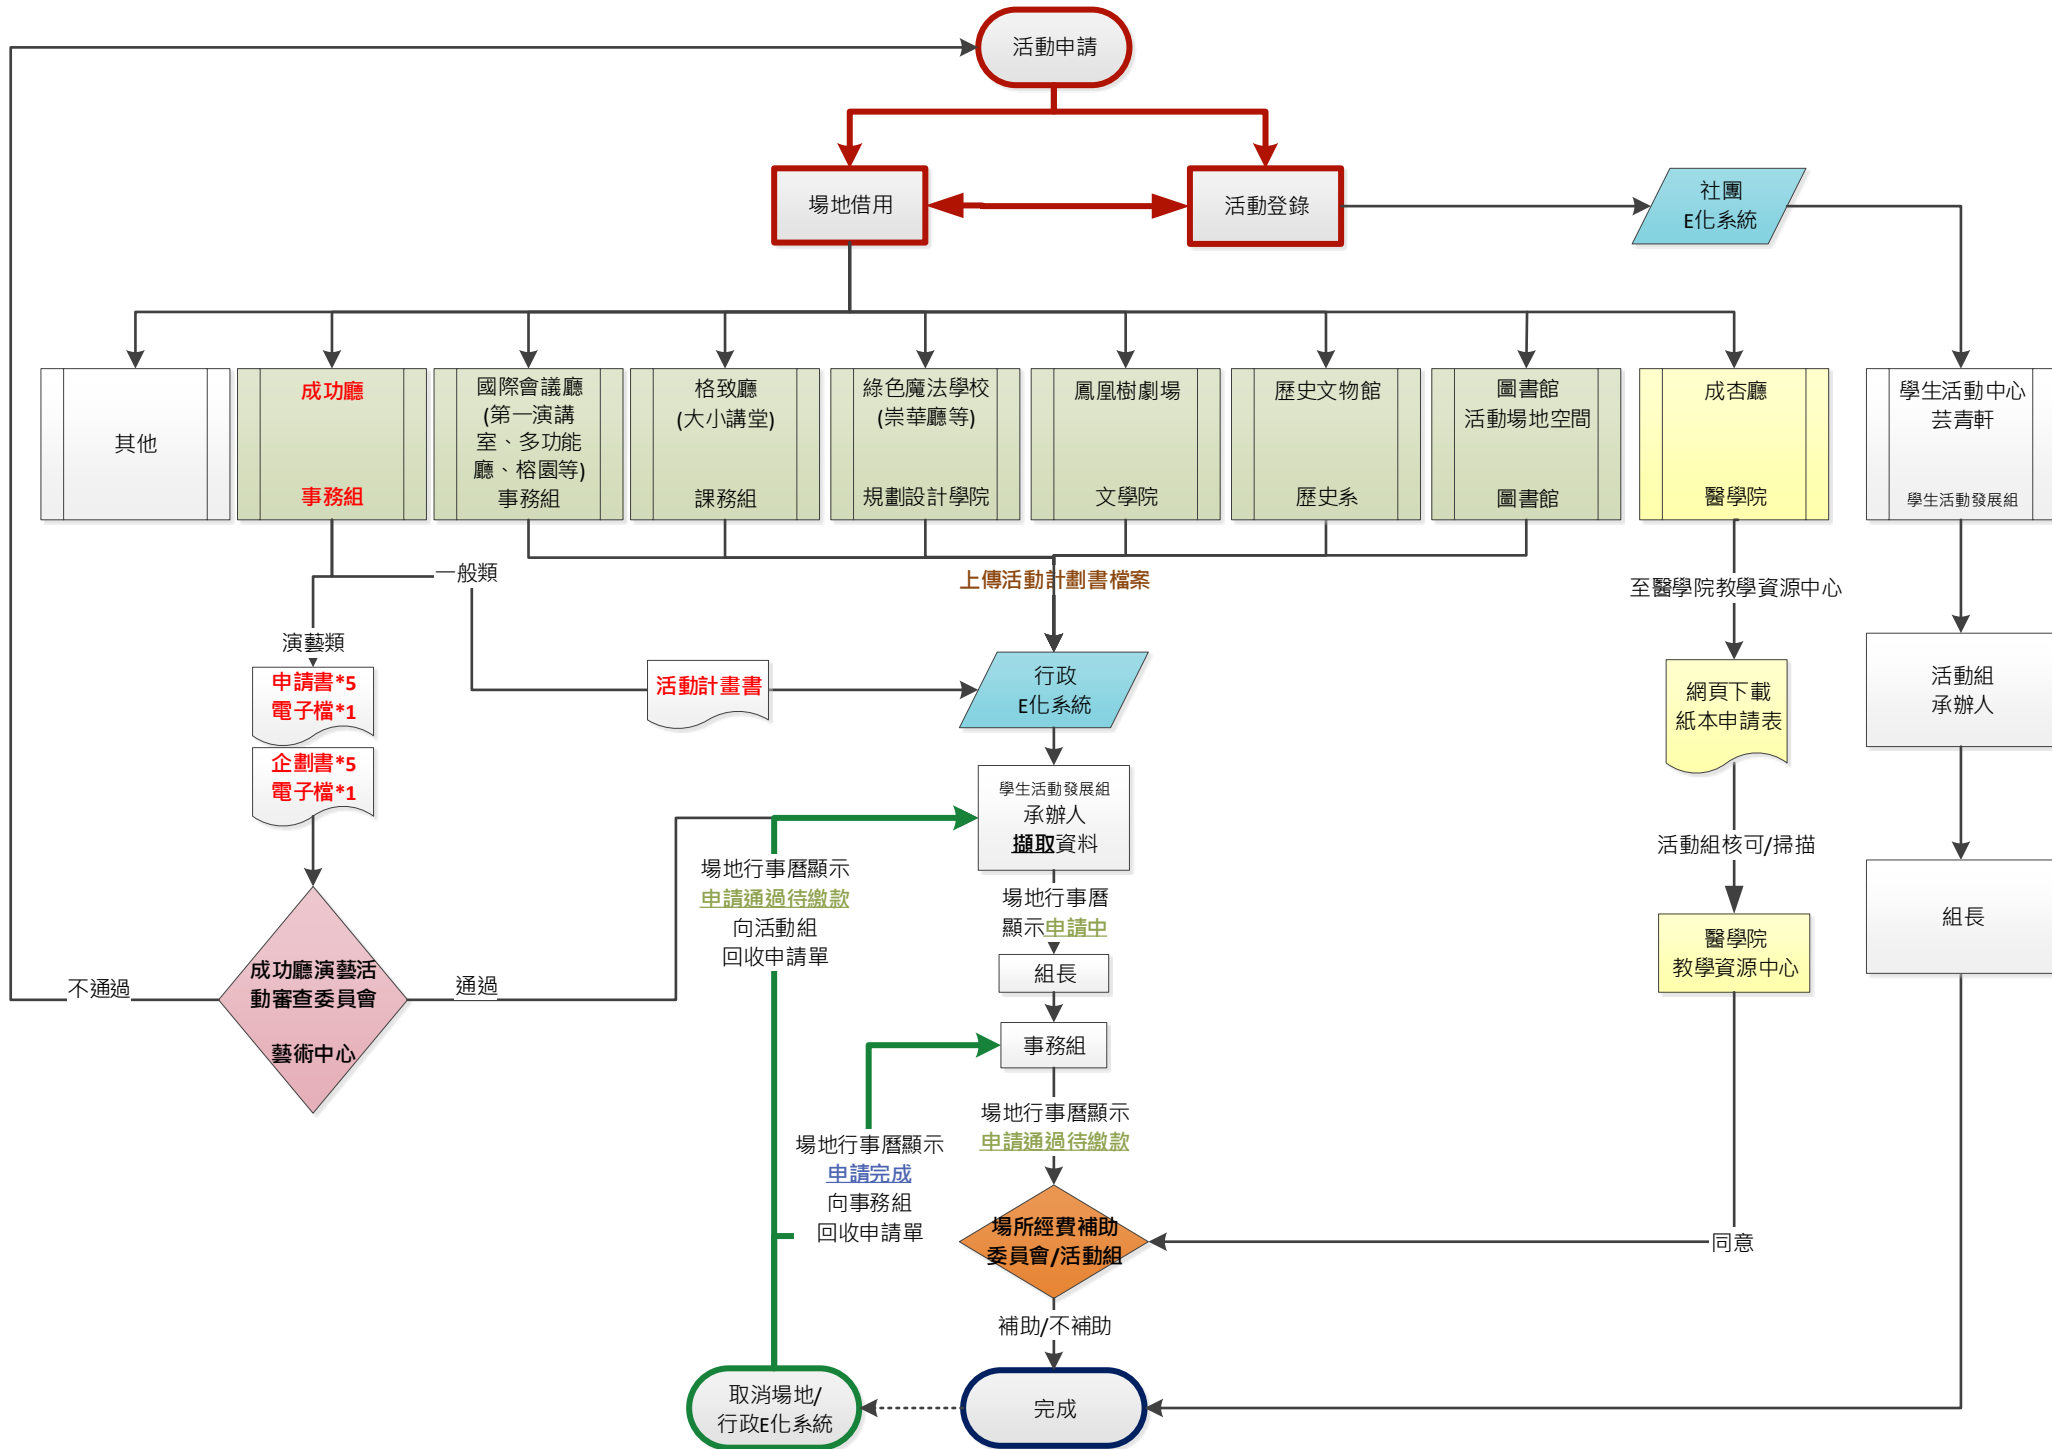 活動申請
場地借用
活動登錄
社團
E化系統
其他
成功廳
事務組
國際會議廳
(第一演講
室、多功能
廳、榕園等)
事務組
格致廳
(大小講堂)
課務組
綠色魔法學校
(崇華廳等)
規劃設計學院
鳳凰樹劇場
文學院
歷史文物館
歷史系
圖書館
活動場地空間
圖書館
成杏廳
醫學院
學生活動中心
芸青軒
學生活動發展組
一般類
上傳活動計劃書檔案
至醫學院教學資源中心
演藝類
申請書*5
電子檔*1
企劃書*5
電子檔*1
活動計畫書
行政
E化系統
網頁下載
紙本申請表
活動組
承辦人
學生活動發展組
承辦人
擷取資料
活動組核可/掃描
場地行事曆顯示
申請通過待繳款
向活動組
回收申請單
場地行事曆
顯示申請中
組長
組長
醫學院
教學資源中心
成功廳演藝活
動審查委員會
藝術中心
不通過
通過
事務組
場地行事曆顯示
申請通過待繳款
場地行事曆顯示
申請完成
向事務組
回收申請單
場所經費補助
委員會/活動組
同意
補助/不補助
取消場地/
行政E化系統
完成